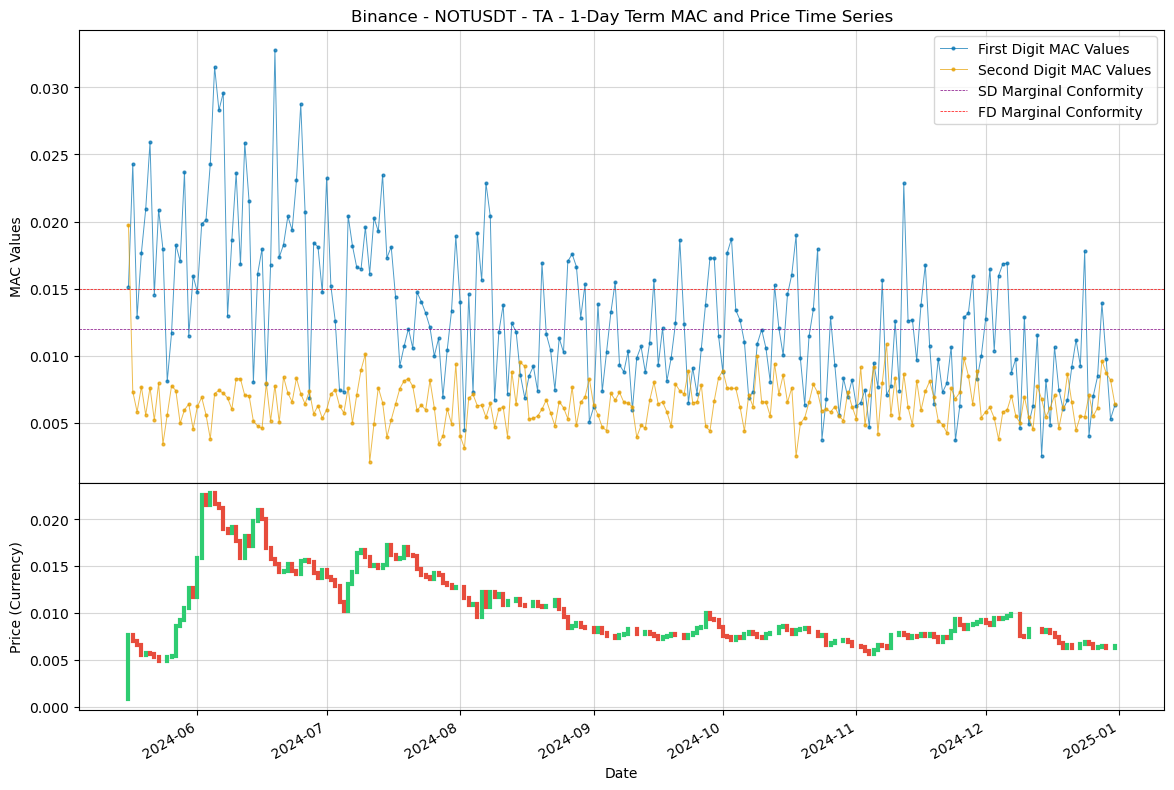 Binance - NOTUSDT - TA - 1-Day Term MAC and Price Time Series
First Digit MAC Values
Second Digit MAC Values
SD Marginal Conformity
FD Marginal Conformity
MAC Values
0.030
0.025
0.020
0.015
0.010
0.005
Price (Currency)
0.020
0.015
0.010
0.005
0.000
2024-06
2024-07
2024-08
2024-09
2024-10
2024-11
2024-12
2025-01
Date